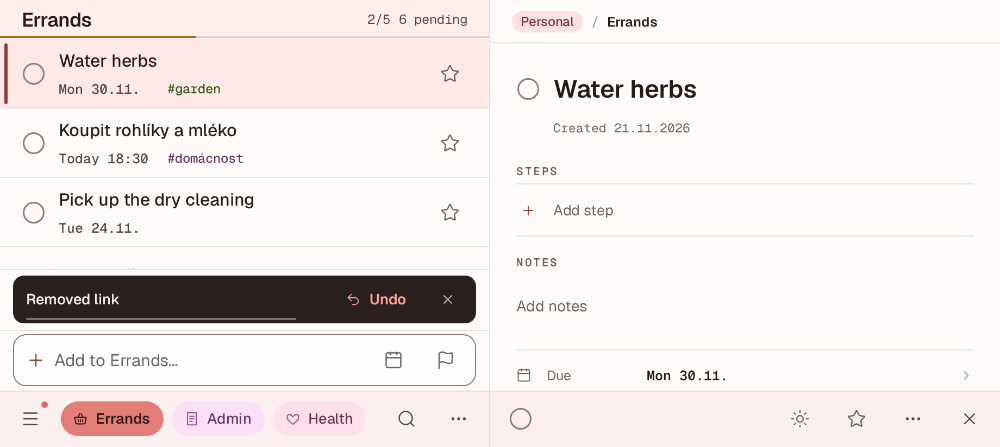 Errands
2/5 6 pending
Water herbs
Mon 30.11. #garden
Koupit rohlíky a mléko
Today 18:30 #domácnost
Pick up the dry cleaning
Tue 24.11.
Removed link
Undo
Add to Errands...
Errands
Admin
Health
Personal / Errands
Water herbs
Created 21.11.2026
STEPS
Add step
NOTES
Add notes
Due Mon 30.11.